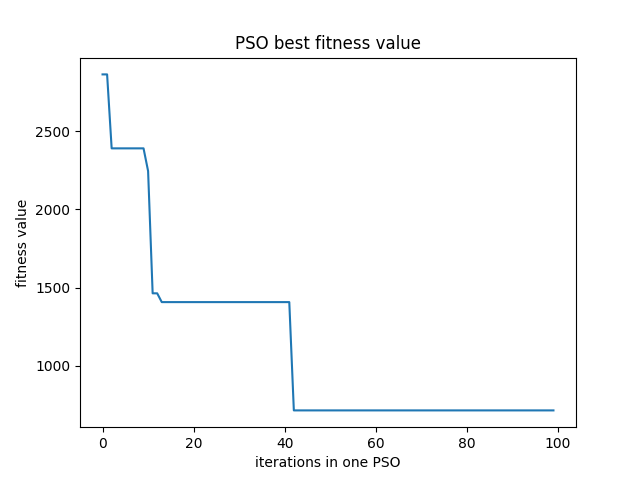 PSO best fitness value
fitness value
2500
2000
1500
1000
0 20 40 60 80 100
iterations in one PSO